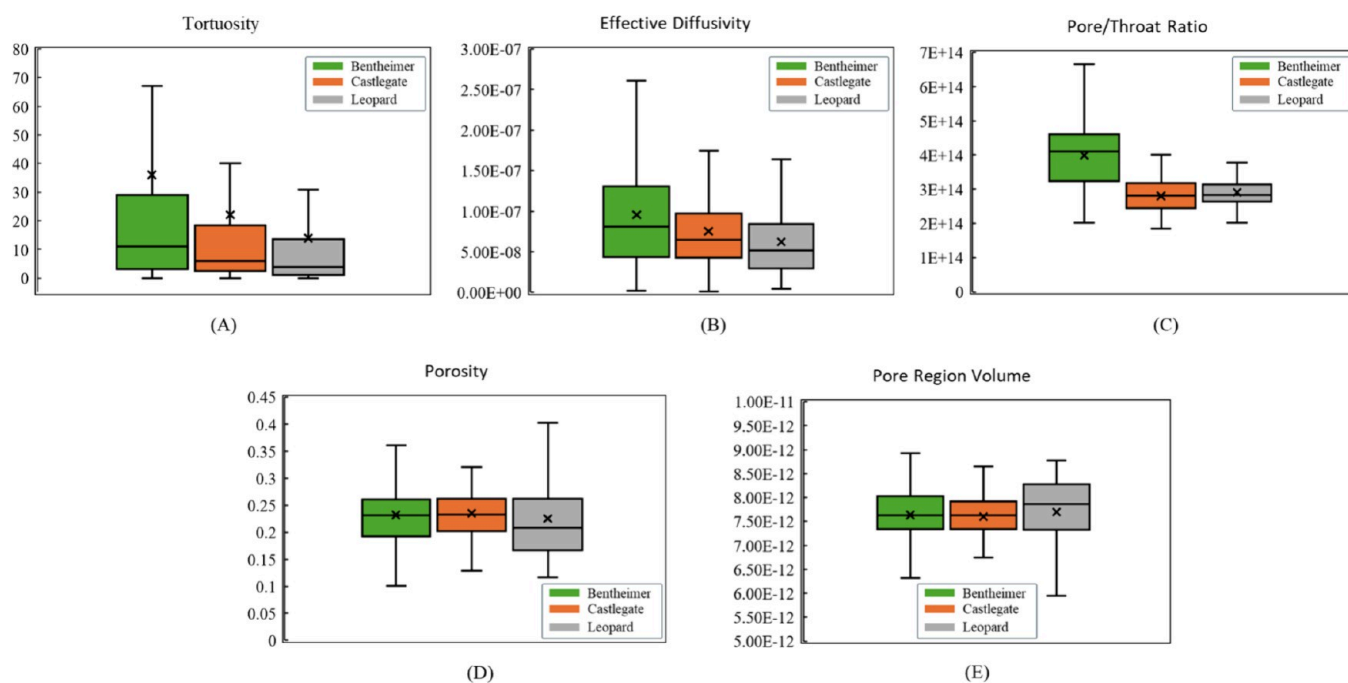 Tortuosity
80
70
60
50
40
30
20
10
0
Bentheimer
Castlegate
Leopard
(A)
Effective Diffusivity
3.00E-07
2.50E-07
2.00E-07
1.50E-07
1.00E-07
5.00E-08
0.00E+00
Bentheimer
Castlegate
Leopard
(B)
Pore/Throat Ratio
7E+14
6E+14
5E+14
4E+14
3E+14
2E+14
1E+14
0
Bentheimer
Castlegate
Leopard
(C)
Porosity
0.45
0.4
0.35
0.3
0.25
0.2
0.15
0.1
0.05
0
Bentheimer
Castlegate
Leopard
(D)
Pore Region Volume
1.00E-11
9.50E-12
9.00E-12
8.50E-12
8.00E-12
7.50E-12
7.00E-12
6.50E-12
6.00E-12
5.50E-12
5.00E-12
Bentheimer
Castlegate
Leopard
(E)